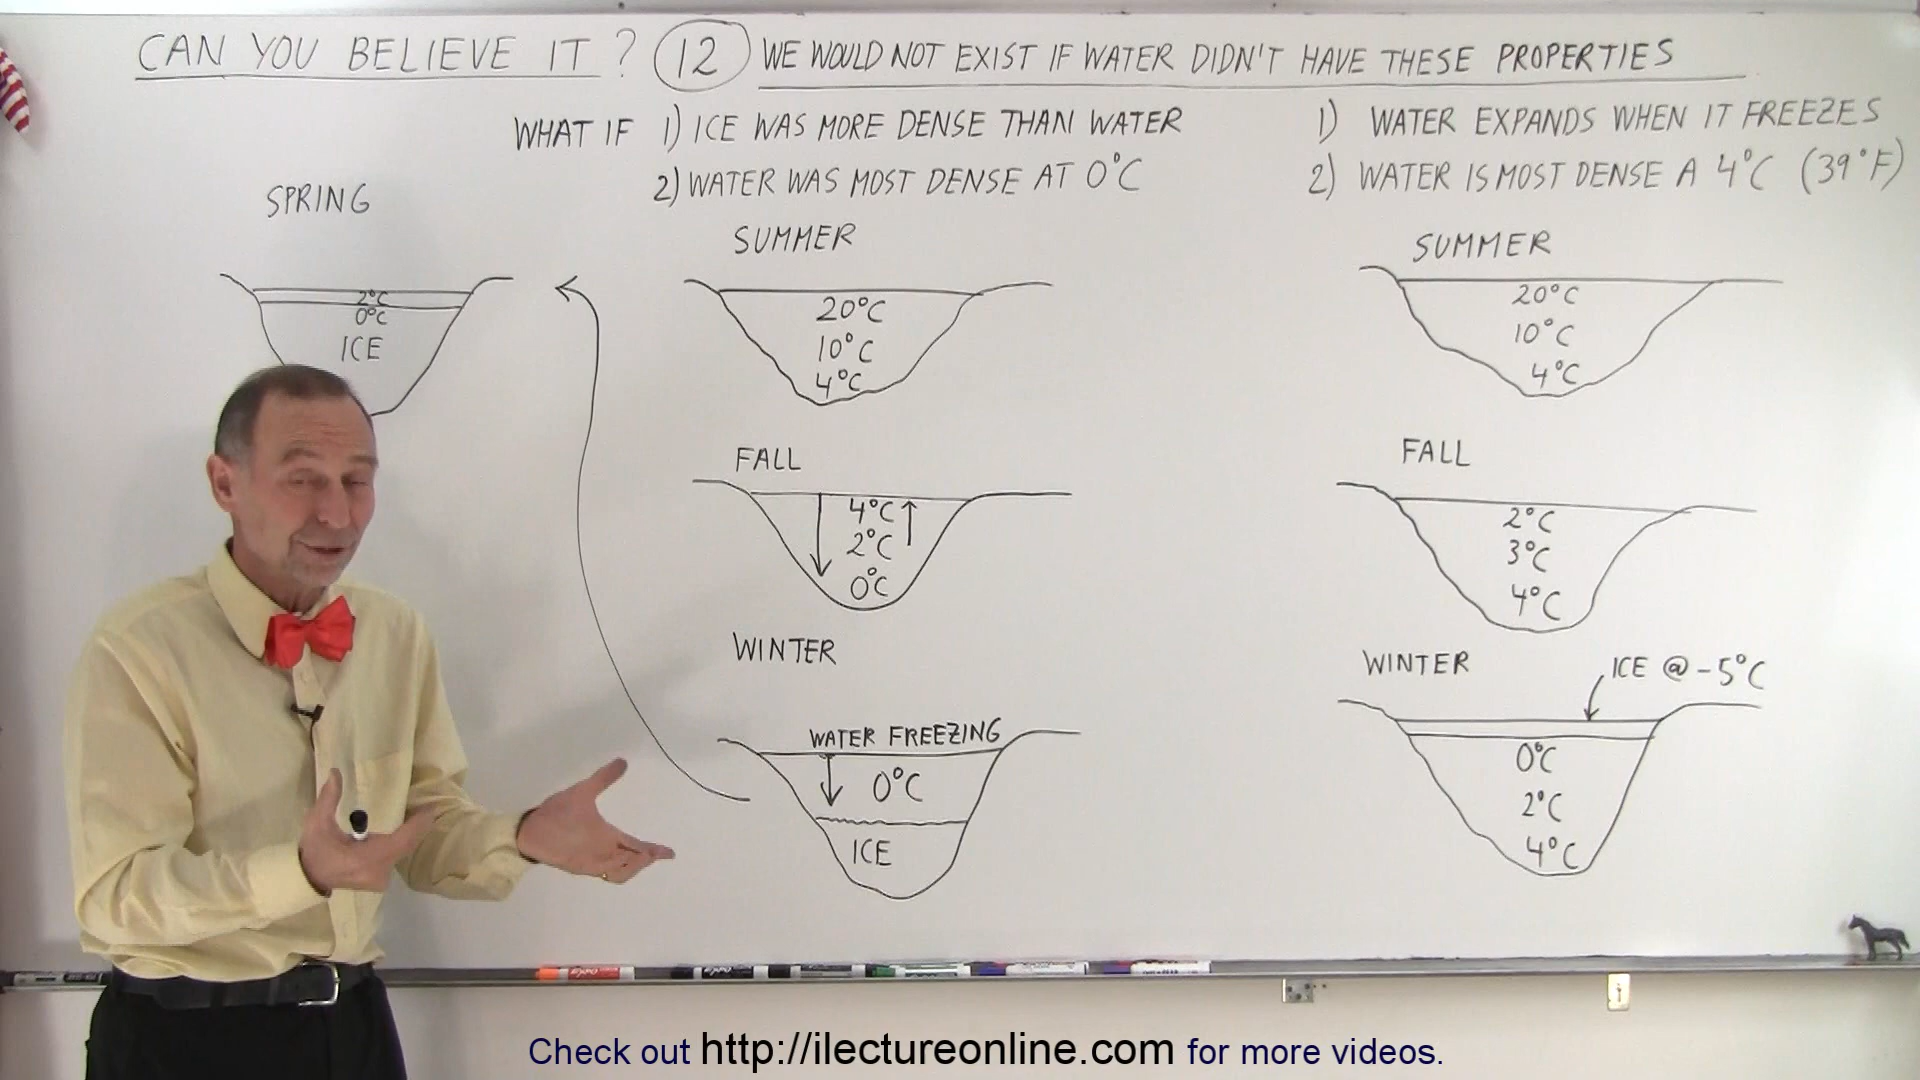 CAN YOU BELIEVE IT? 12 WE WOULD NOT EXIST IF WATER DIDN'T HAVE THESE PROPERTIES
WHAT IF 1) ICE WAS MORE DENSE THAN WATER
2) WATER WAS MOST DENSE AT 0°C
1) WATER EXPANDS WHEN IT FREEZES
2) WATER IS MOST DENSE A 4°C (39°F)
SPRING
2°C
0°C
ICE
SUMMER
20°C
10°C
4°C
FALL
4°C
2°C
0°C
WINTER
WATER FREEZING
0°C
ICE
SUMMER
20°C
10°C
4°C
FALL
2°C
3°C
4°C
WINTER
ICE @ -5°C
0°C
2°C
4°C
Check out http://ilectureonline.com for more videos.